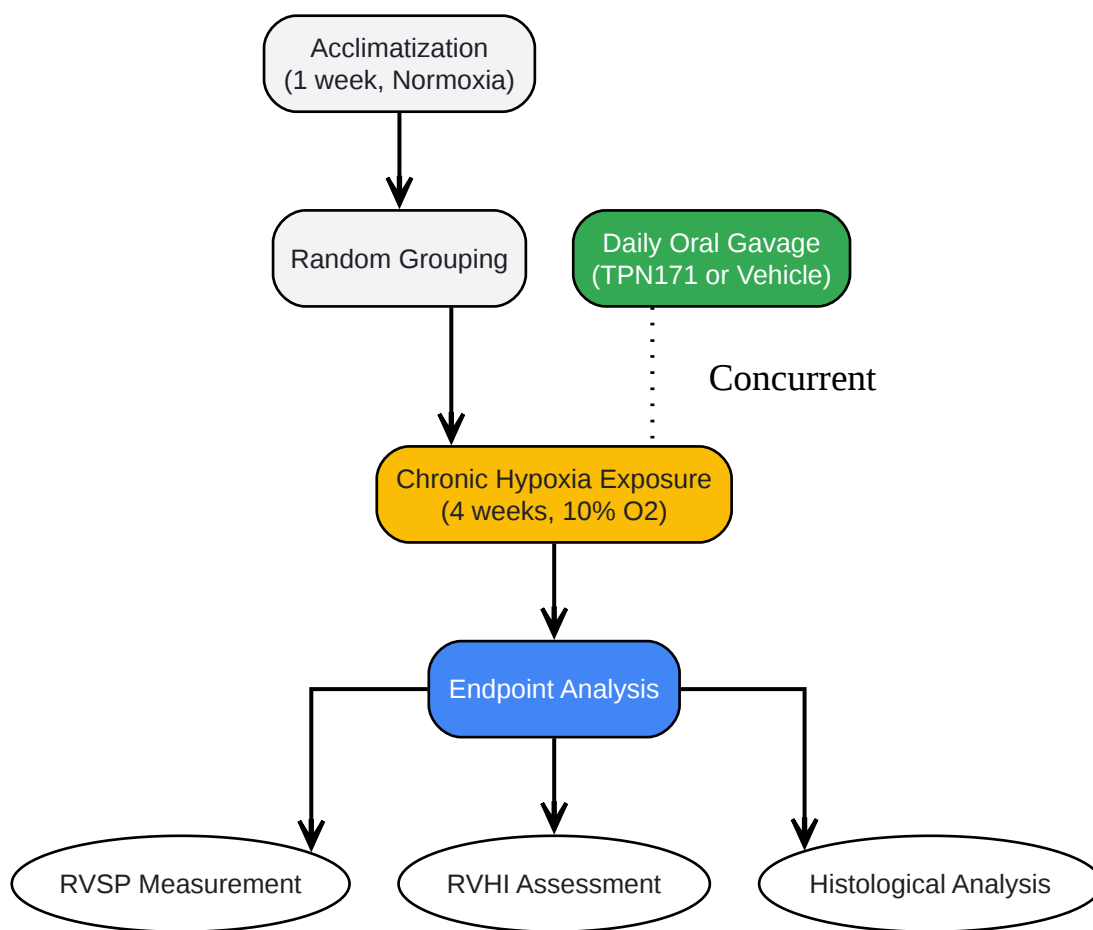 Acclimatization
(1 week, Normoxia)
Random Grouping
Daily Oral Gavage
(TPN171 or Vehicle)
Concurrent
Chronic Hypoxia Exposure
(4 weeks, 10% O2)
Endpoint Analysis
RVSP Measurement
RVHI Assessment
Histological Analysis